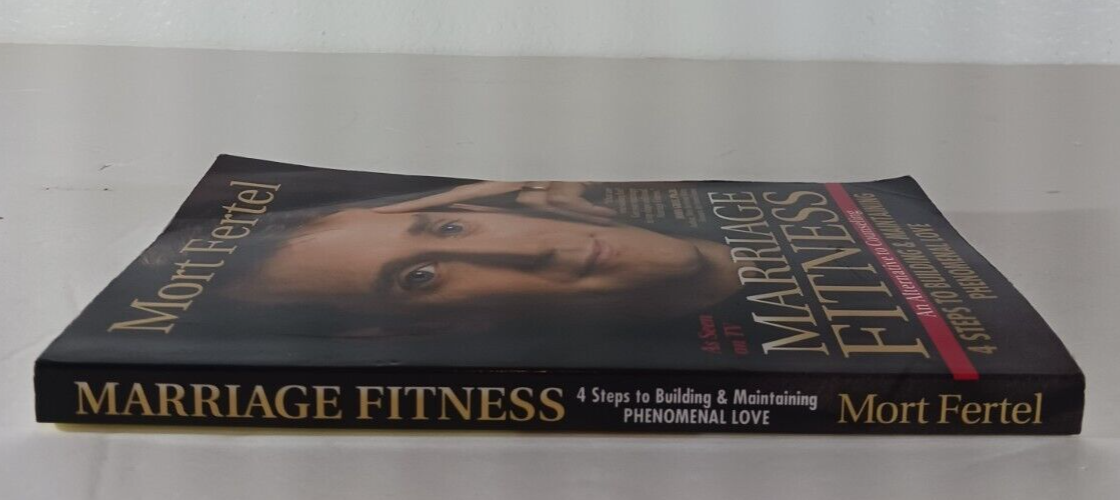 Mort Fertel
As Seen
on TV
MARRIAGE
FITNESS
An Alternative to Counseling
4 STEPS TO BUILDING & MAINTAINING
PHENOMENAL LOVE
MARRIAGE FITNESS
4 Steps to Building & Maintaining
PHENOMENAL LOVE
Mort Fertel